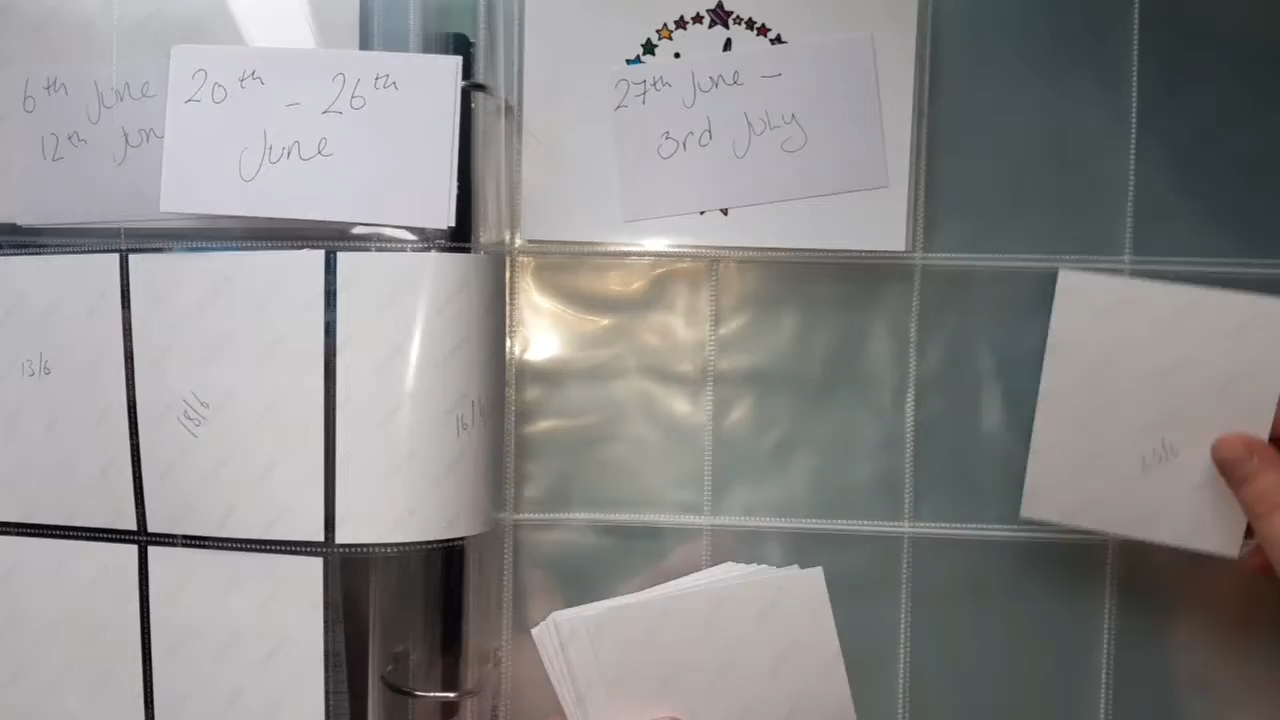 6th June
12th Jun
20th - 26th
June
27th June -
3rd July
13/6
18/6
16/